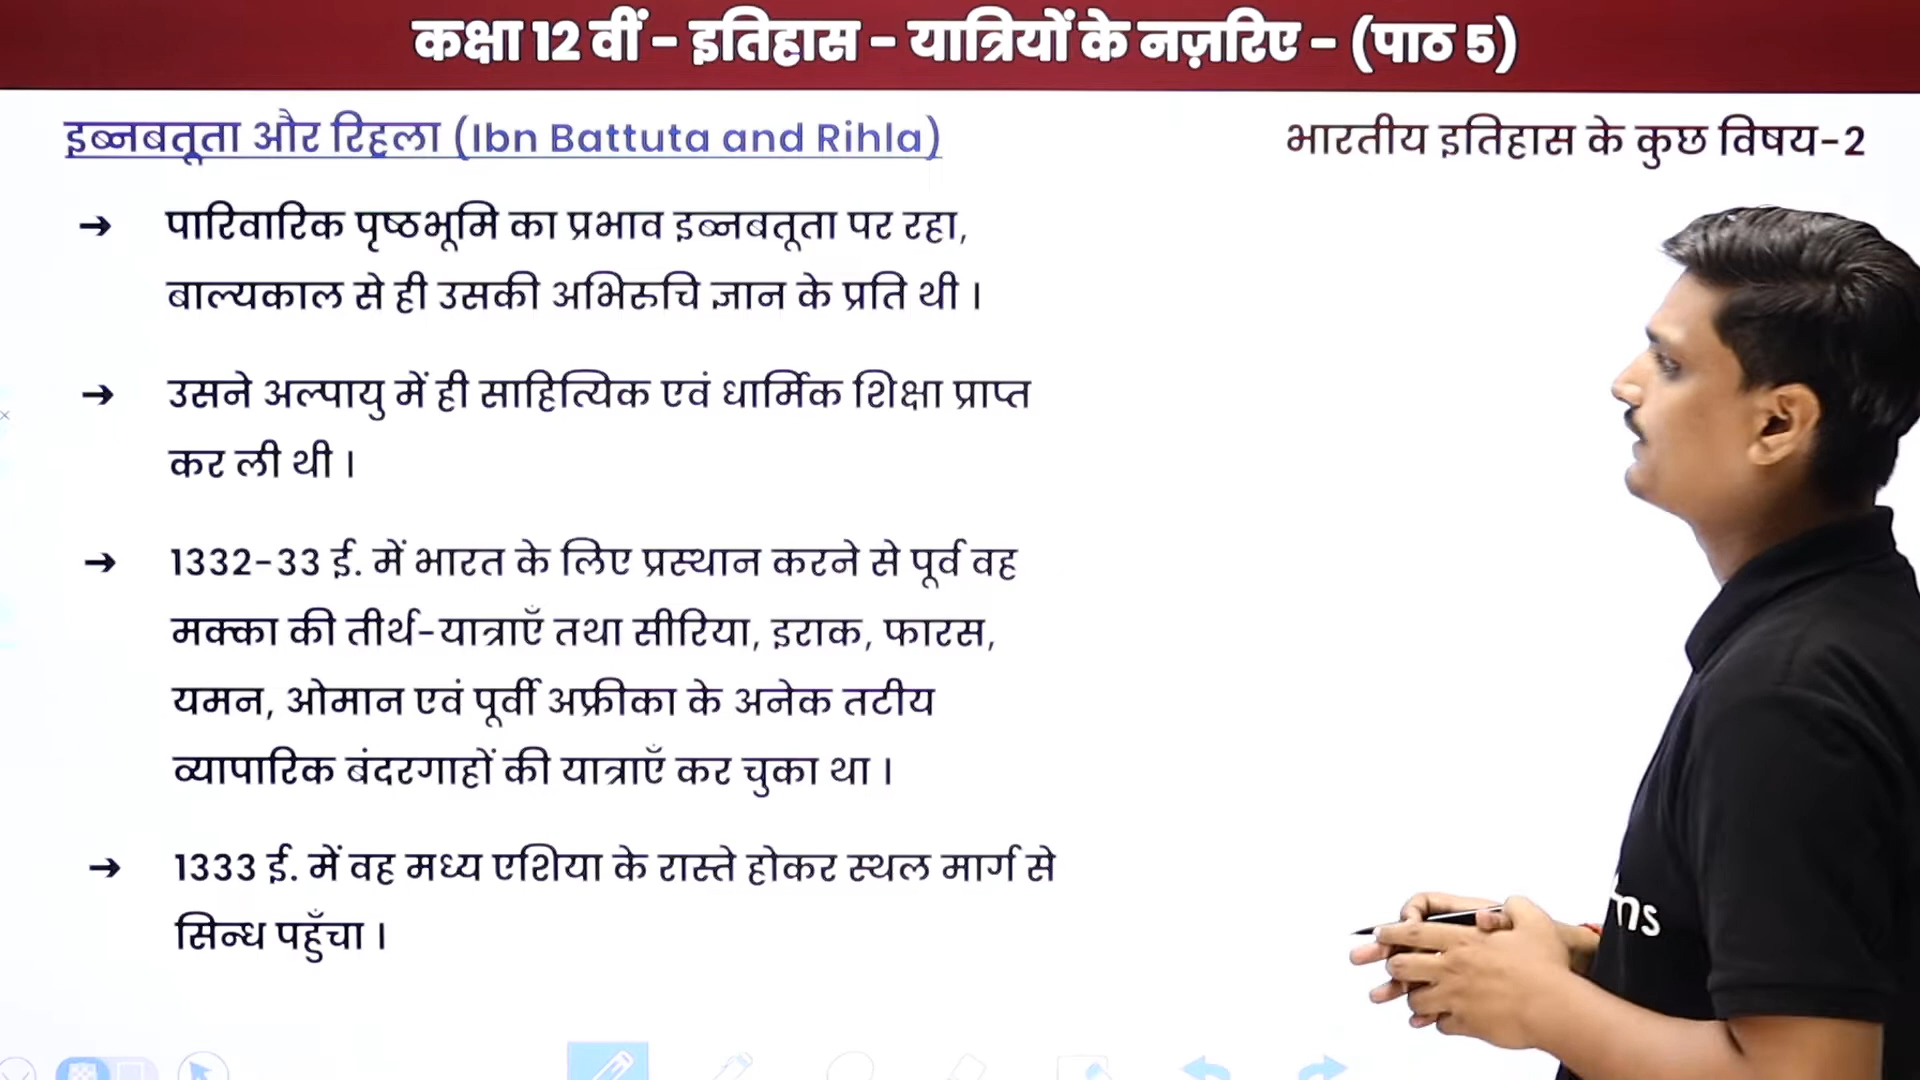 कक्षा 12 वीं - इतिहास - यात्रियों के नज़रिए - (पाठ 5)
इब्नबतूता और रिहला (Ibn Battuta and Rihla)
भारतीय इतिहास के कुछ विषय-2
→ पारिवारिक पृष्ठभूमि का प्रभाव इब्नबतूता पर रहा,
बाल्यकाल से ही उसकी अभिरुचि ज्ञान के प्रति थी ।
→ उसने अल्पायु में ही साहित्यिक एवं धार्मिक शिक्षा प्राप्त
कर ली थी ।
→ 1332-33 ई. में भारत के लिए प्रस्थान करने से पूर्व वह
मक्का की तीर्थ-यात्राएँ तथा सीरिया, इराक, फारस,
यमन, ओमान एवं पूर्वी अफ्रीका के अनेक तटीय
व्यापारिक बंदरगाहों की यात्राएँ कर चुका था ।
→ 1333 ई. में वह मध्य एशिया के रास्ते होकर स्थल मार्ग से
सिन्ध पहुँचा ।